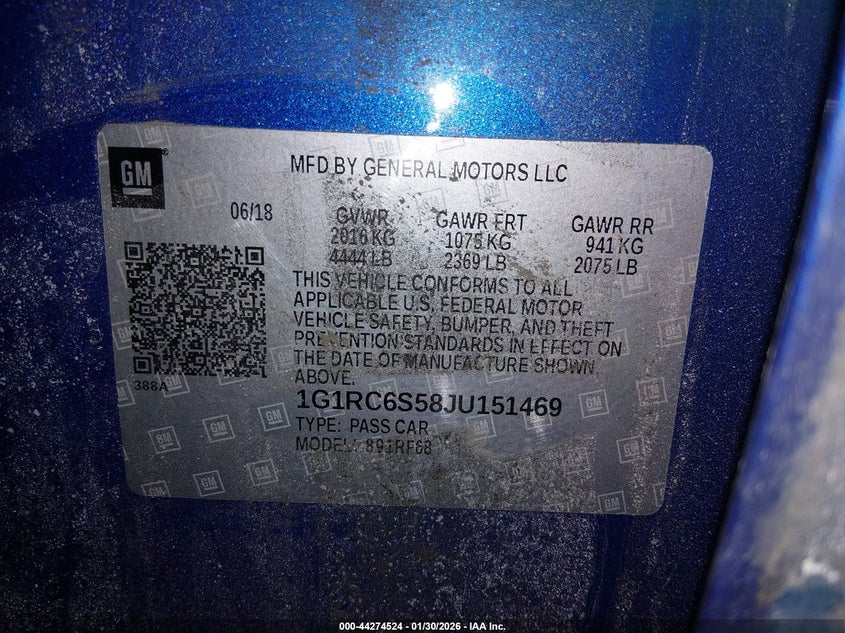 GM
MFD BY GENERAL MOTORS LLC
06/18
GVWR GAWR FRT GAWR RR
2016 KG 1075 KG 941 KG
4444 LB 2369 LB 2075 LB
THIS VEHICLE CONFORMS TO ALL
APPLICABLE U.S. FEDERAL MOTOR
VEHICLE SAFETY, BUMPER, AND THEFT
PREVENTION STANDARDS IN EFFECT ON
THE DATE OF MANUFACTURE SHOWN
ABOVE.
388A
1G1RC6S58JU151469
TYPE: PASS CAR
MODEL: 891RF68
000-44274524 - 01/30/2026 - IAA Inc.